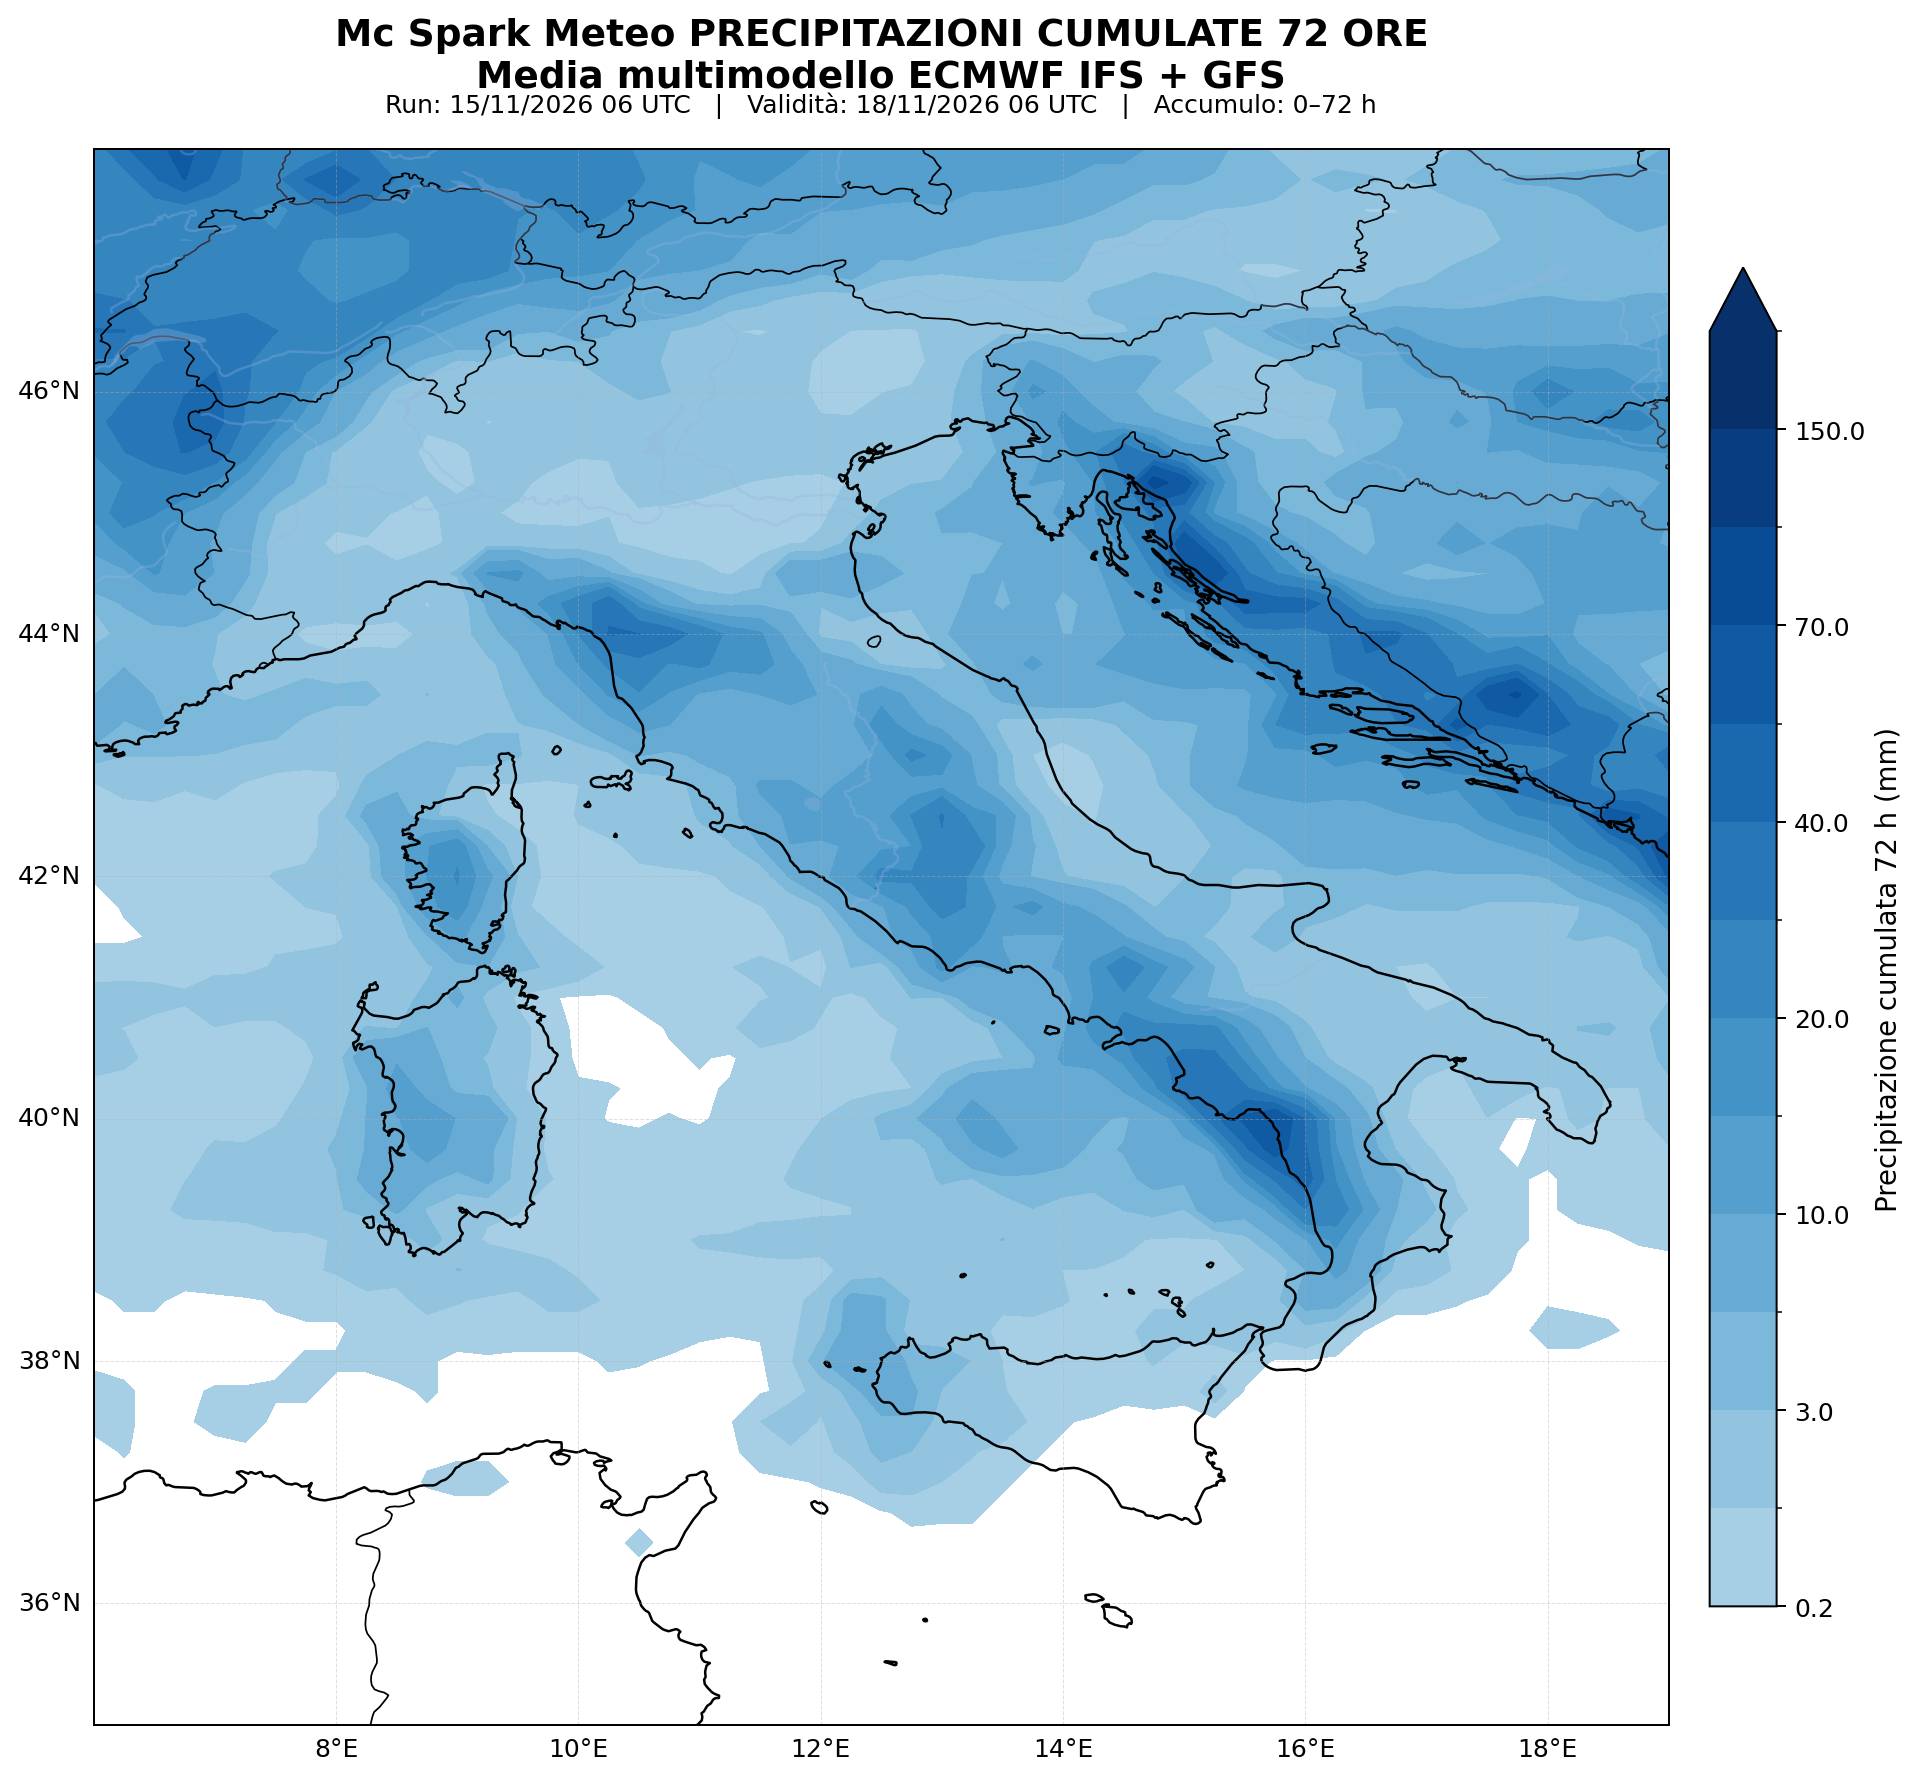 Mc Spark Meteo PRECIPITAZIONI CUMULATE 72 ORE
Media multimodello ECMWF IFS + GFS
Run: 15/11/2026 06 UTC | Validità: 18/11/2026 06 UTC | Accumulo: 0–72 h
46°N
44°N
42°N
40°N
38°N
36°N
8°E
10°E
12°E
14°E
16°E
18°E
150.0
70.0
40.0
20.0
10.0
3.0
0.2
Precipitazione cumulata 72 h (mm)